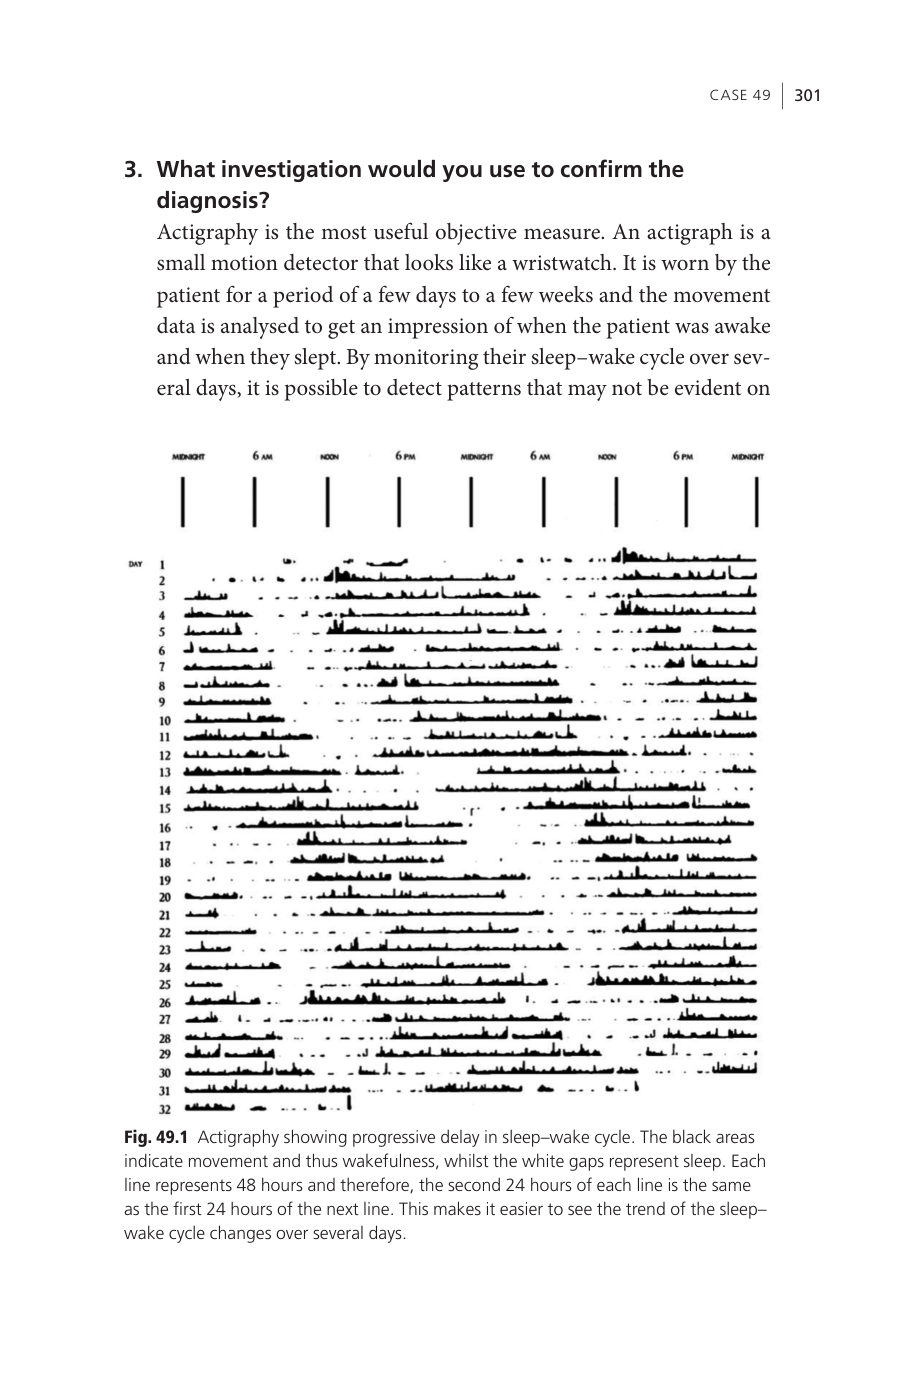 CASE 49 301
3. What investigation would you use to confirm the
diagnosis?
Actigraphy is the most useful objective measure. An actigraph is a
small motion detector that looks like a wristwatch. It is worn by the
patient for a period of a few days to a few weeks and the movement
data is analysed to get an impression of when the patient was awake
and when they slept. By monitoring their sleep–wake cycle over sev-
eral days, it is possible to detect patterns that may not be evident on
MIDNIGHT 6 AM NOON 6 PM MIDNIGHT 6 AM NOON 6 PM MIDNIGHT
DAY 1
2
3
4
5
6
7
8
9
10
11
12
13
14
15
16
17
18
19
20
21
22
23
24
25
26
27
28
29
30
31
32
Fig. 49.1 Actigraphy showing progressive delay in sleep–wake cycle. The black areas
indicate movement and thus wakefulness, whilst the white gaps represent sleep. Each
line represents 48 hours and therefore, the second 24 hours of each line is the same
as the first 24 hours of the next line. This makes it easier to see the trend of the sleep–
wake cycle changes over several days.